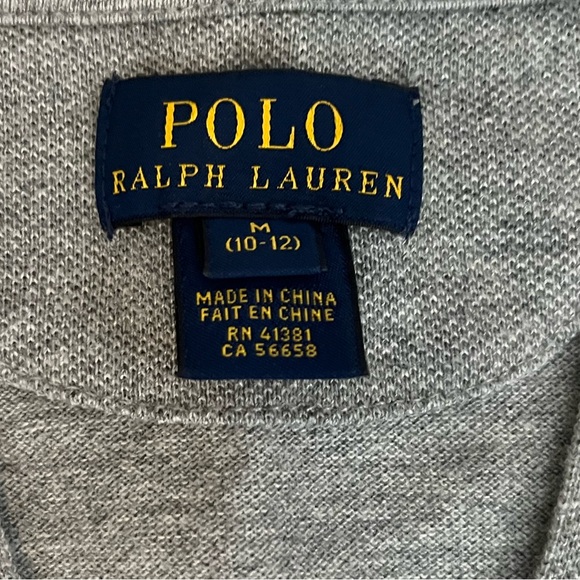 POLO
RALPH LAUREN
M
(10-12)
MADE IN CHINA
FAIT EN CHINE
RN 41381
CA 56658